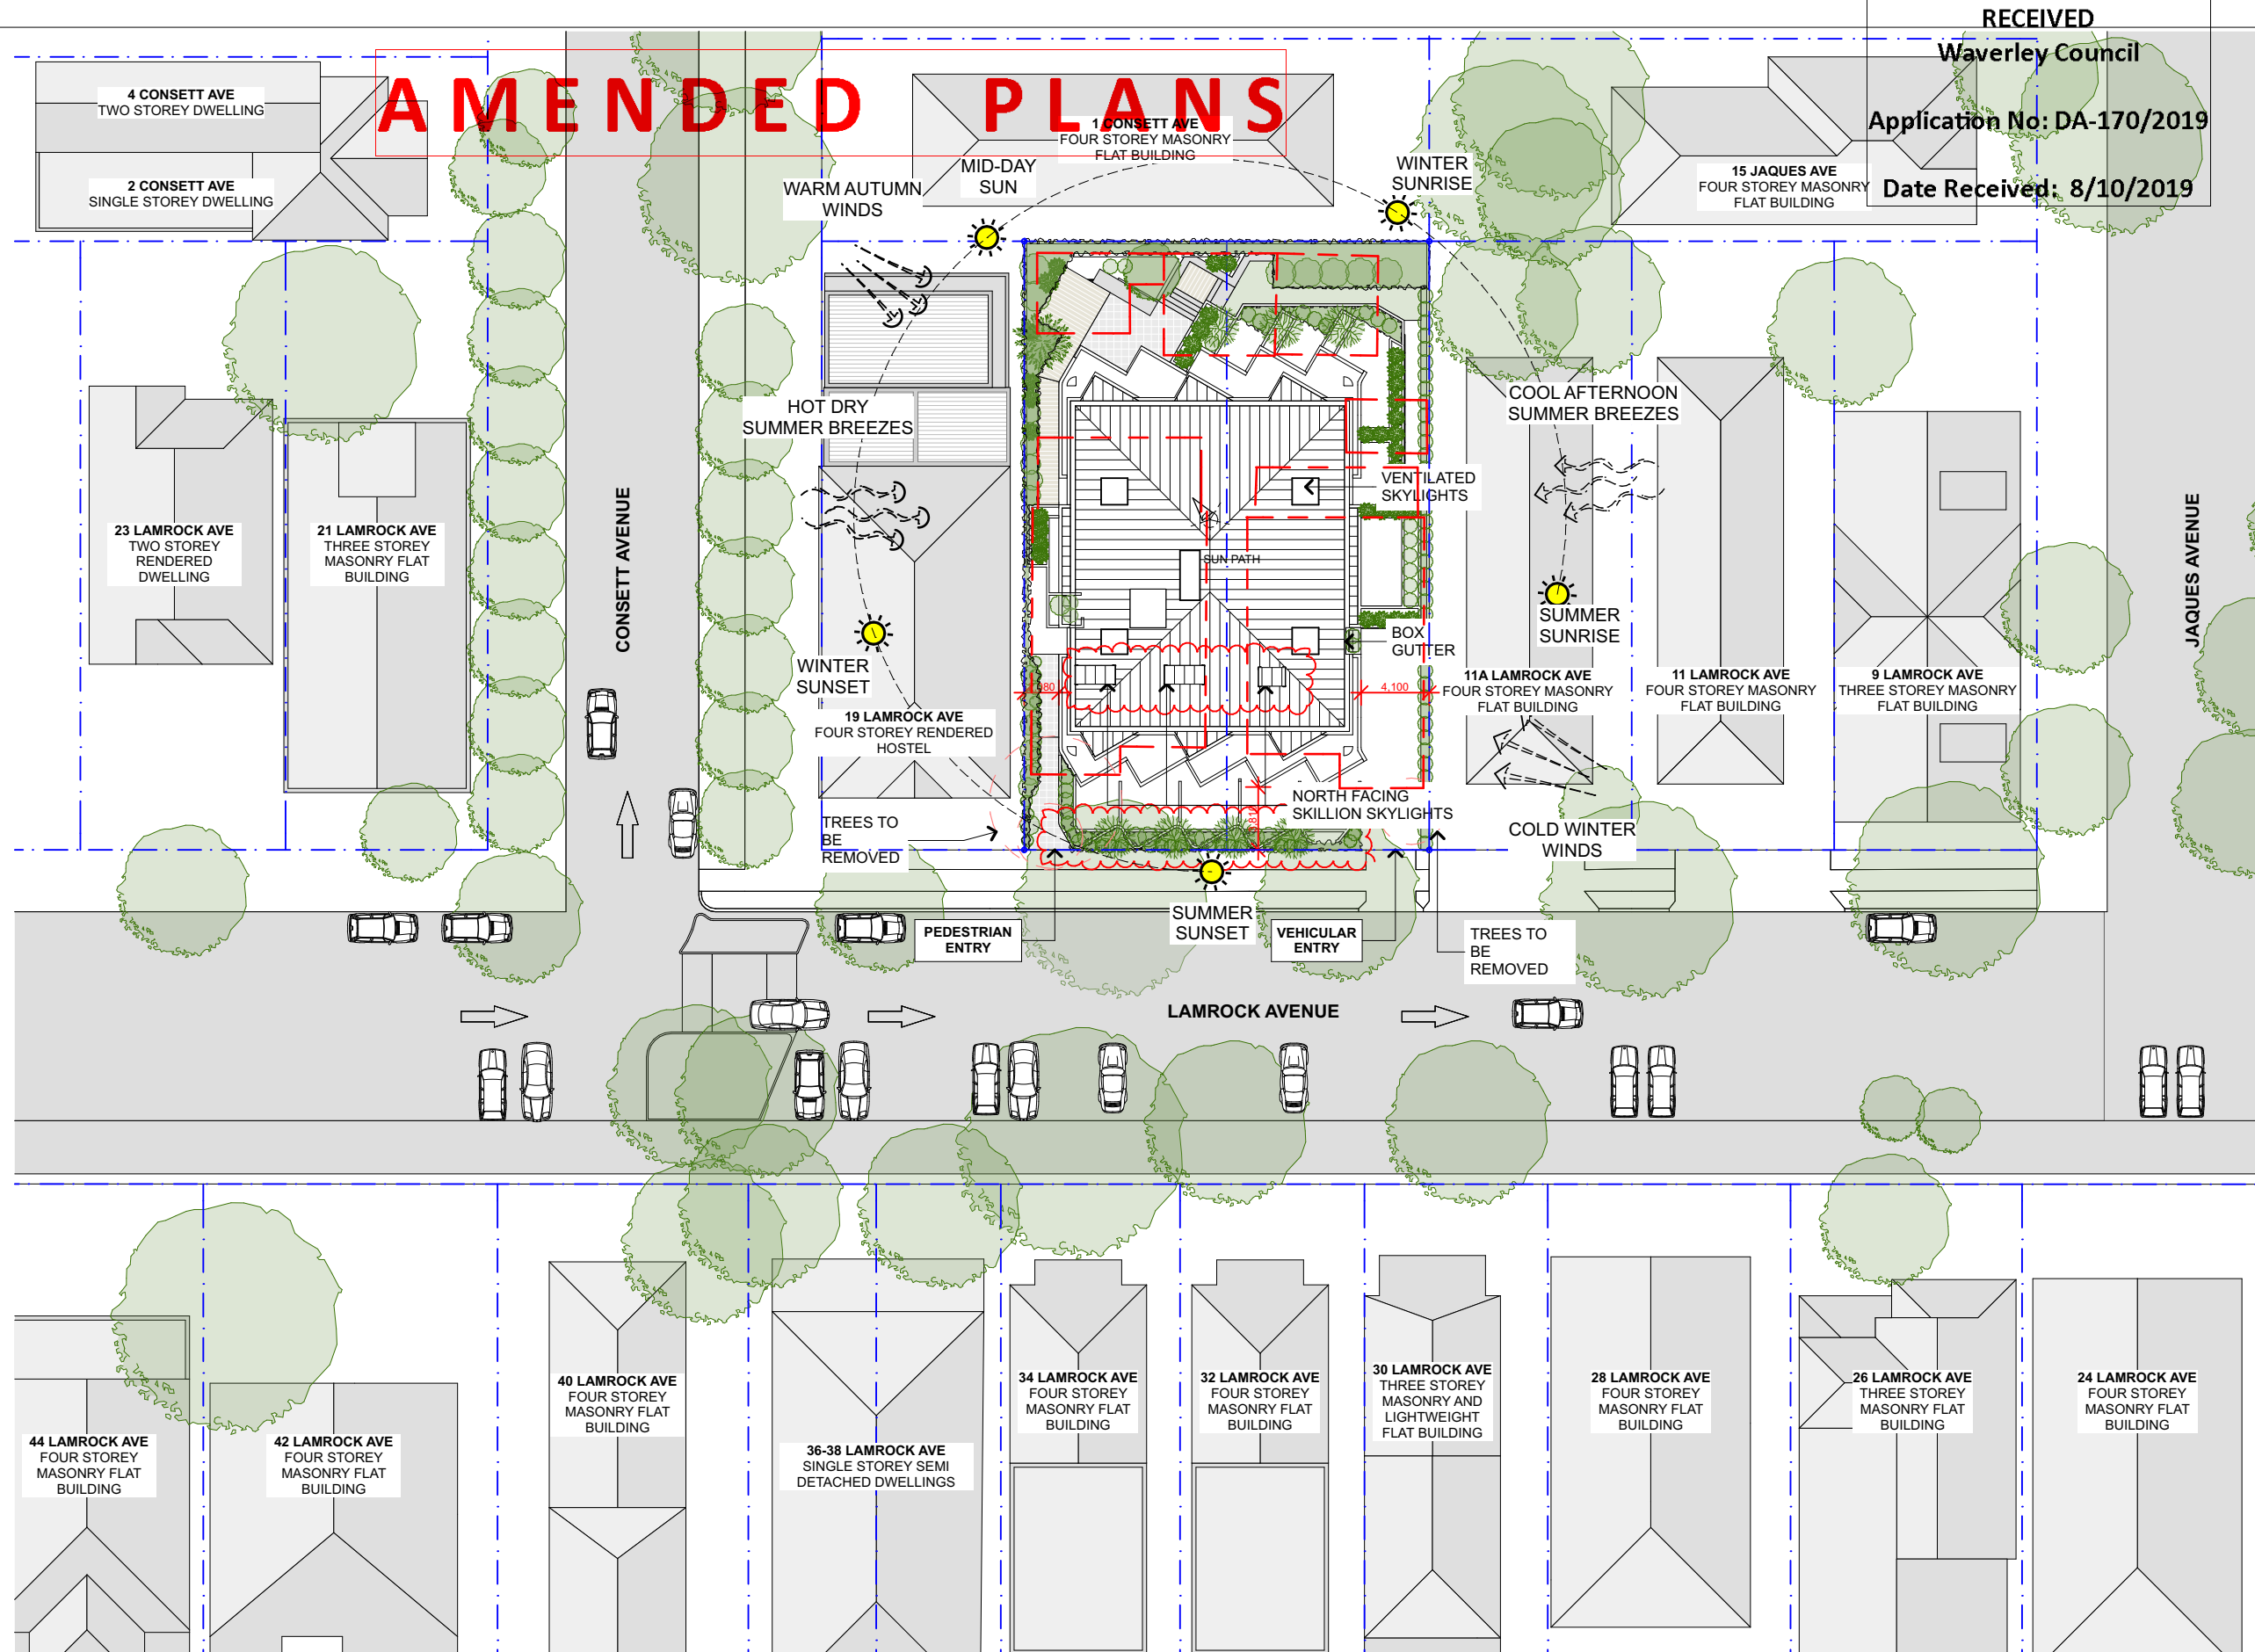 RECEIVED
Waverley Council
Application No: DA-170/2019
Date Received: 8/10/2019
AMENDED PLANS
4 CONSETT AVE
TWO STOREY DWELLING
2 CONSETT AVE
SINGLE STOREY DWELLING
1 CONSETT AVE
FOUR STOREY MASONRY
FLAT BUILDING
15 JAQUES AVE
FOUR STOREY MASONRY
FLAT BUILDING
WARM AUTUMN
WINDS
MID-DAY
SUN
WINTER
SUNRISE
HOT DRY
SUMMER BREEZES
COOL AFTERNOON
SUMMER BREEZES
VENTILATED
SKYLIGHTS
23 LAMROCK AVE
TWO STOREY
RENDERED
DWELLING
21 LAMROCK AVE
THREE STOREY
MASONRY FLAT
BUILDING
CONSETT AVENUE
JAQUES AVENUE
SUN PATH
SUMMER
SUNRISE
BOX
GUTTER
WINTER
SUNSET
4,100
19 LAMROCK AVE
FOUR STOREY RENDERED
HOSTEL
11A LAMROCK AVE
FOUR STOREY MASONRY
FLAT BUILDING
11 LAMROCK AVE
FOUR STOREY MASONRY
FLAT BUILDING
9 LAMROCK AVE
THREE STOREY MASONRY
FLAT BUILDING
NORTH FACING
SKILLION SKYLIGHTS
TREES TO
BE
REMOVED
COLD WINTER
WINDS
SUMMER
SUNSET
PEDESTRIAN
ENTRY
VEHICULAR
ENTRY
TREES TO
BE
REMOVED
LAMROCK AVENUE
44 LAMROCK AVE
FOUR STOREY
MASONRY FLAT
BUILDING
42 LAMROCK AVE
FOUR STOREY
MASONRY FLAT
BUILDING
40 LAMROCK AVE
FOUR STOREY
MASONRY FLAT
BUILDING
36-38 LAMROCK AVE
SINGLE STOREY SEMI
DETACHED DWELLINGS
34 LAMROCK AVE
FOUR STOREY
MASONRY FLAT
BUILDING
32 LAMROCK AVE
FOUR STOREY
MASONRY FLAT
BUILDING
30 LAMROCK AVE
THREE STOREY
MASONRY AND
LIGHTWEIGHT
FLAT BUILDING
28 LAMROCK AVE
FOUR STOREY
MASONRY FLAT
BUILDING
26 LAMROCK AVE
THREE STOREY
MASONRY FLAT
BUILDING
24 LAMROCK AVE
FOUR STOREY
MASONRY FLAT
BUILDING